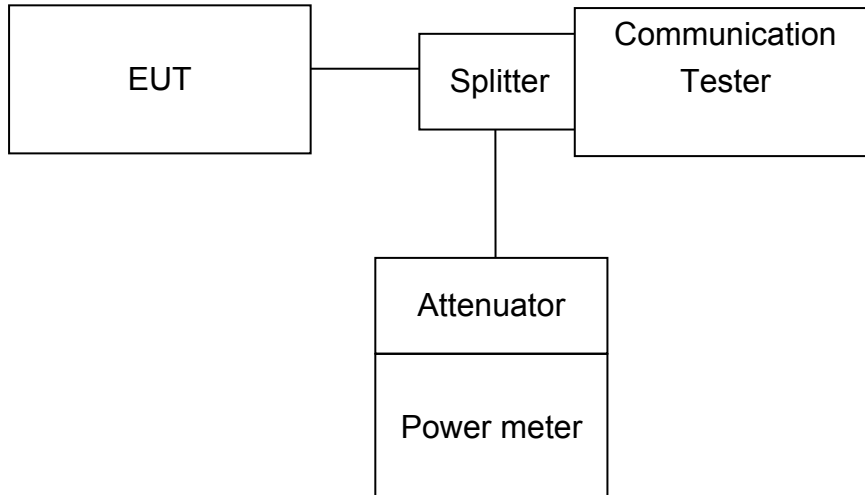 EUT
Splitter
Communication
Tester
Attenuator
Power meter